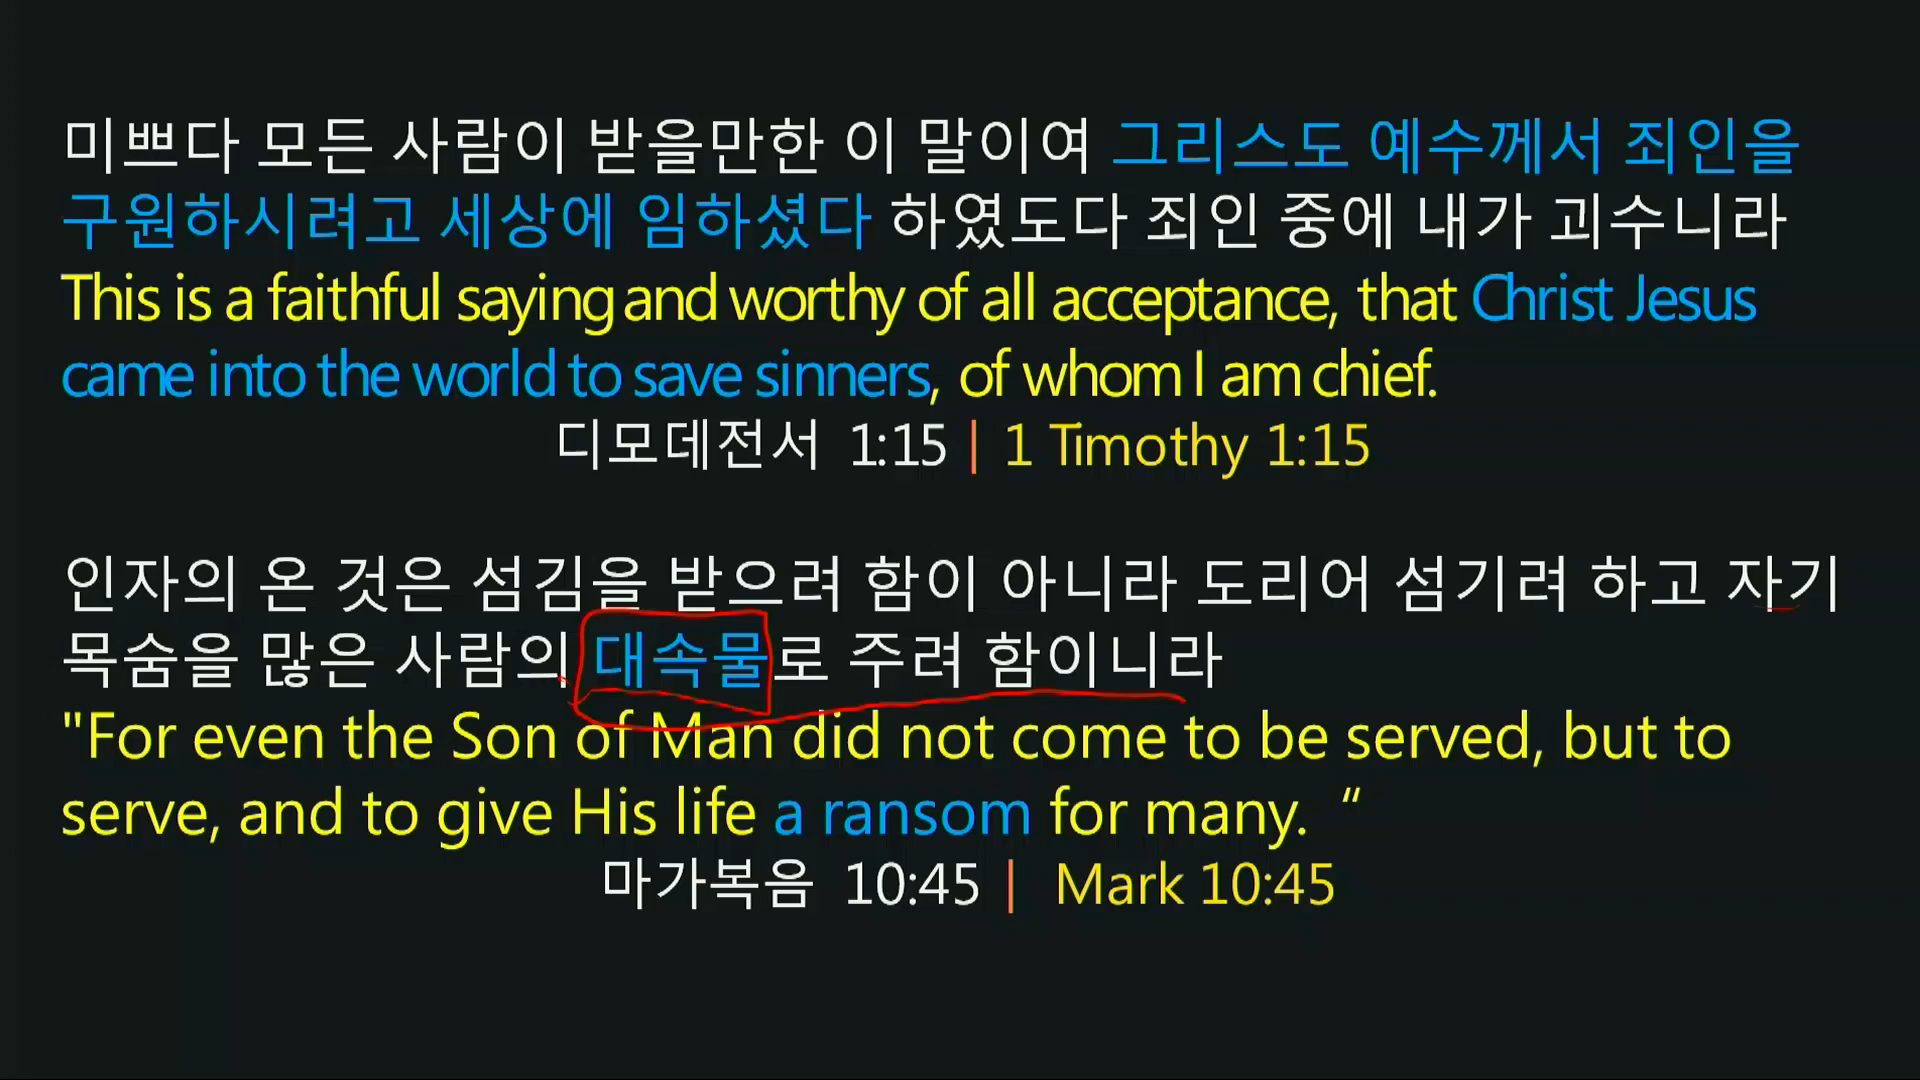 미쁘다 모든 사람이 받을만한 이 말이여 그리스도 예수께서 죄인을
구원하시려고 세상에 임하셨다 하였도다 죄인 중에 내가 괴수니라
This is a faithful saying and worthy of all acceptance, that Christ Jesus
came into the world to save sinners, of whom I am chief.
디모데전서 1:15 | 1 Timothy 1:15
인자의 온 것은 섬김을 받으려 함이 아니라 도리어 섬기려 하고 자기
목숨을 많은 사람의 대속물로 주려 함이니라
"For even the Son of Man did not come to be served, but to
serve, and to give His life a ransom for many. “
마가복음 10:45 | Mark 10:45